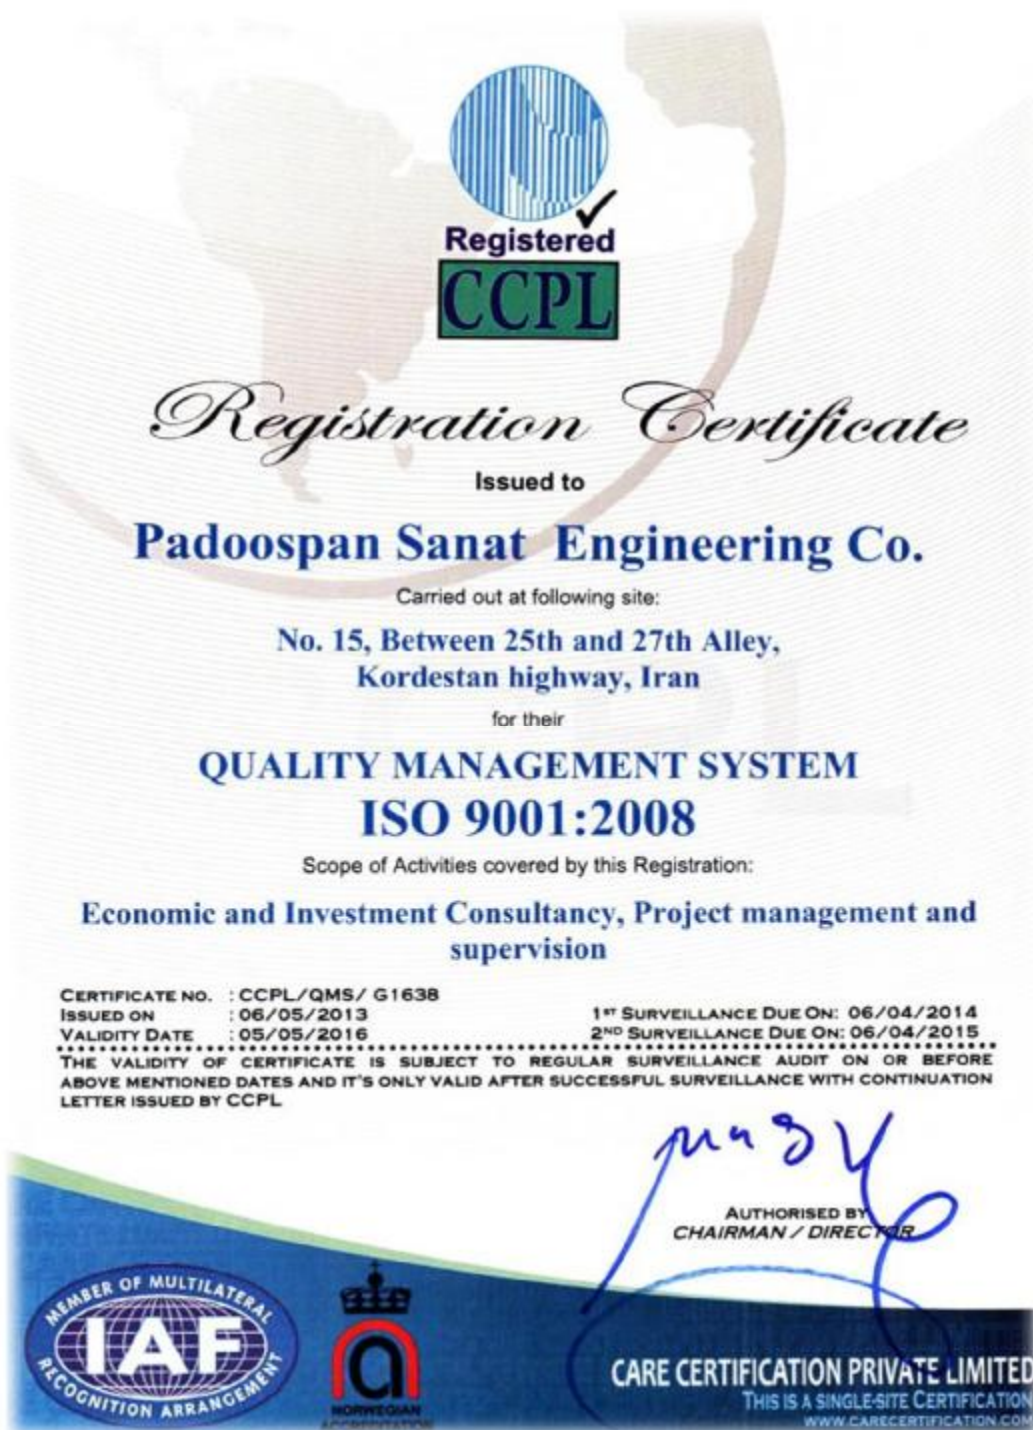 Registered
CCPL
Registration Certificate
Issued to
Padoospan Sanat Engineering Co.
Carried out at following site:
No. 15, Between 25th and 27th Alley,
Kordestan highway, Iran
for their
QUALITY MANAGEMENT SYSTEM
ISO 9001:2008
Scope of Activities covered by this Registration:
Economic and Investment Consultancy, Project management and
supervision
CERTIFICATE NO. : CCPL/QMS/ G1638
ISSUED ON : 06/05/2013
VALIDITY DATE : 05/05/2016
1ST SURVEILLANCE DUE ON: 06/04/2014
2ND SURVEILLANCE DUE ON: 06/04/2015
THE VALIDITY OF CERTIFICATE IS SUBJECT TO REGULAR SURVEILLANCE AUDIT ON OR BEFORE
ABOVE MENTIONED DATES AND IT'S ONLY VALID AFTER SUCCESSFUL SURVEILLANCE WITH CONTINUATION
LETTER ISSUED BY CCPL
AUTHORISED BY
CHAIRMAN / DIRECTOR
MEMBER OF MULTILATERAL
IAF
RECOGNITION ARRANGEMENT
NORWEGIAN
ACCREDITATION
CARE CERTIFICATION PRIVATE LIMITED
THIS IS A SINGLE-SITE CERTIFICATION
WWW.CARECERTIFICATION.COM